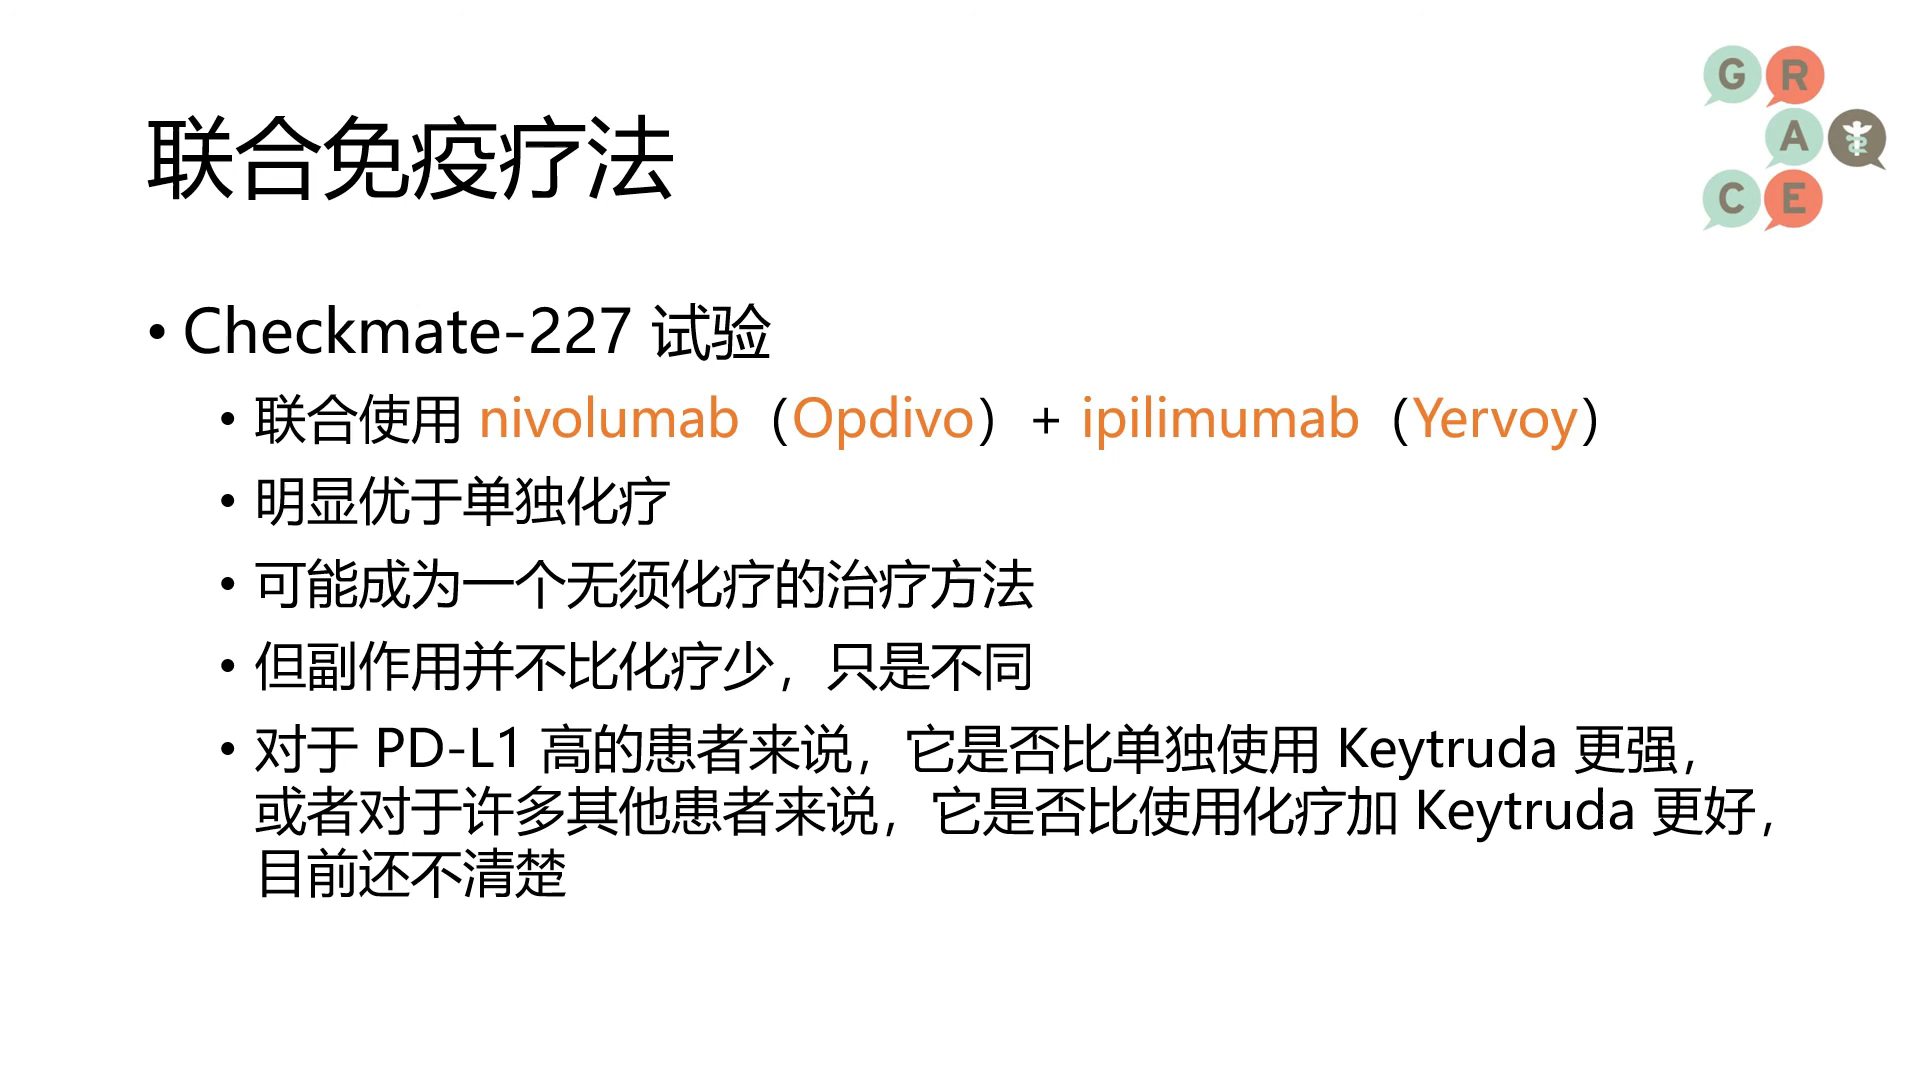 联合免疫疗法
G R
A
C E
• Checkmate-227 试验
• 联合使用 nivolumab（Opdivo）+ ipilimumab（Yervoy）
• 明显优于单独化疗
• 可能成为一个无须化疗的治疗方法
• 但副作用并不比化疗少，只是不同
• 对于 PD-L1 高的患者来说，它是否比单独使用 Keytruda 更强，
或者对于许多其他患者来说，它是否比使用化疗加 Keytruda 更好，
目前还不清楚